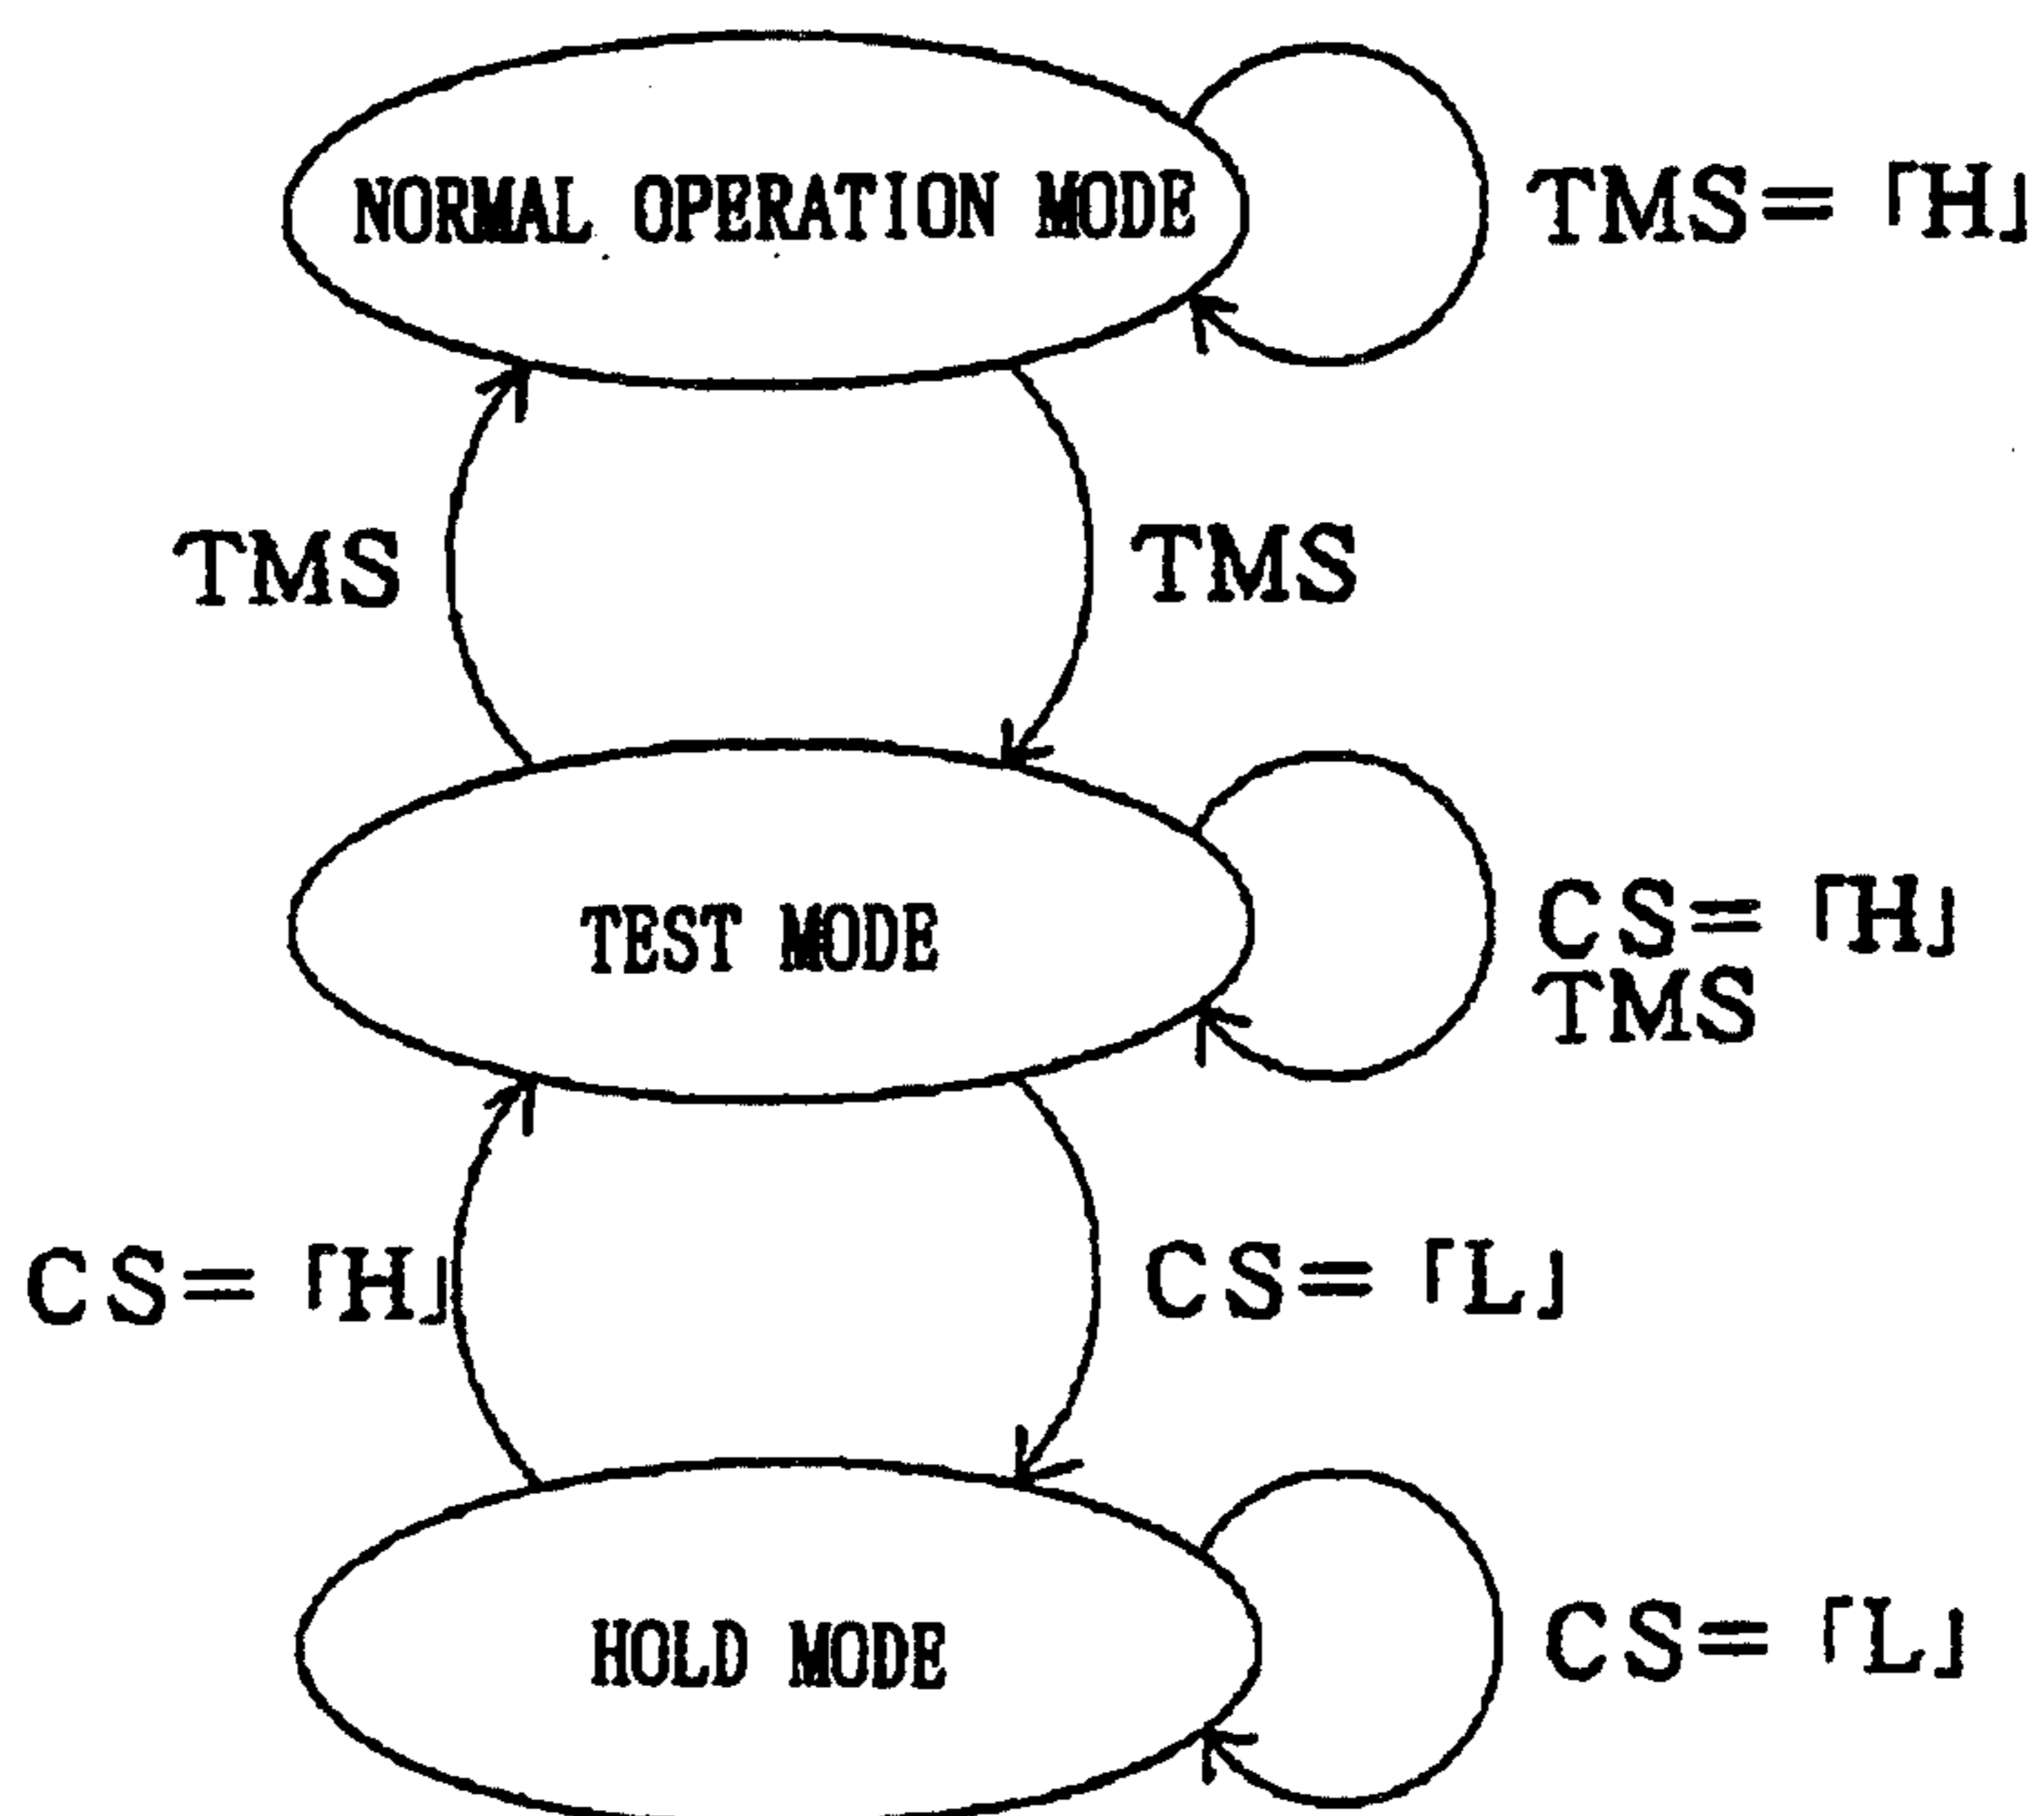 NORMAL OPERATION MODE
TMS= ｢H｣
TMS
TMS
TEST MODE
CS= ｢H｣
TMS
CS= ｢H｣
CS= ｢L｣
HOLD MODE
CS= ｢L｣